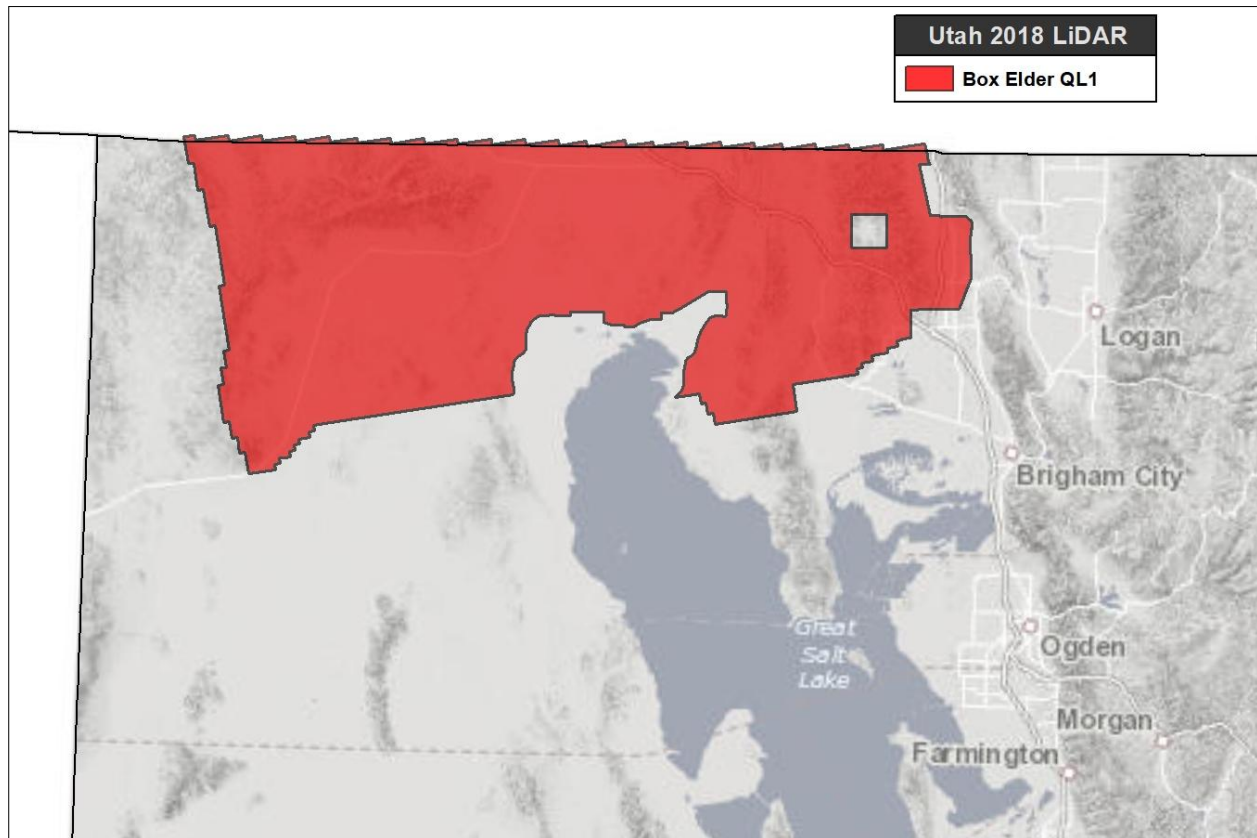 Utah 2018 LiDAR
Box Elder QL1
Logan
Brigham City
Great
Salt
Lake
Ogden
Morgan
Farmington